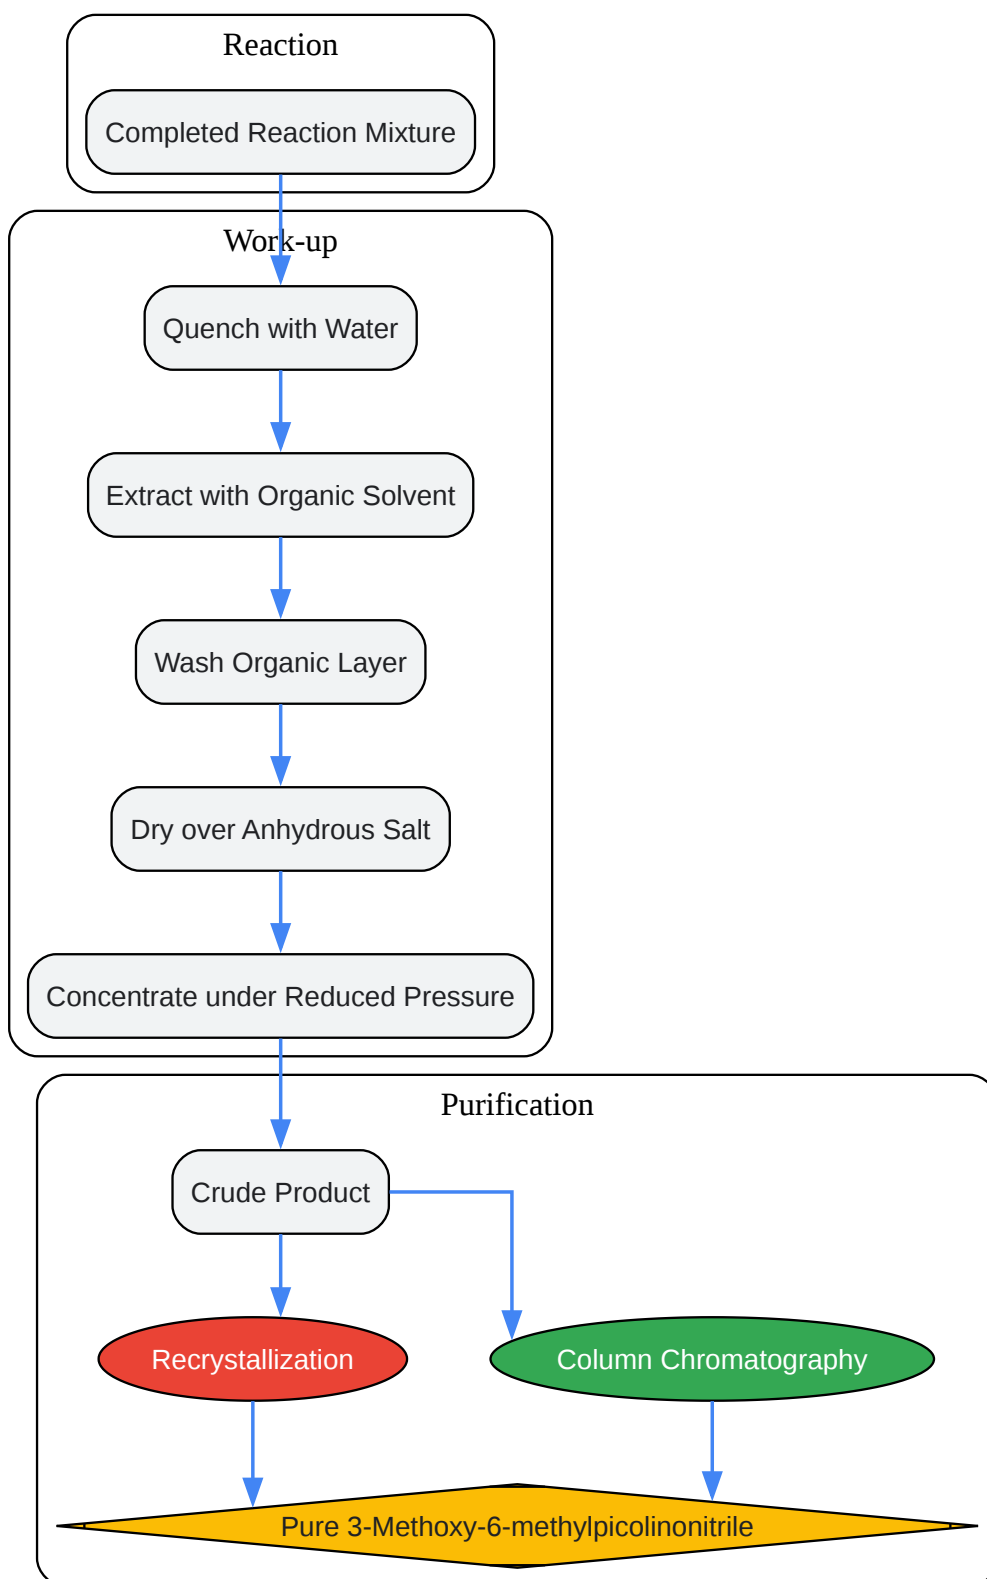 Reaction
Completed Reaction Mixture
Work-up
Quench with Water
Extract with Organic Solvent
Wash Organic Layer
Dry over Anhydrous Salt
Concentrate under Reduced Pressure
Purification
Crude Product
Recrystallization
Column Chromatography
Pure 3-Methoxy-6-methylpicolinonitrile